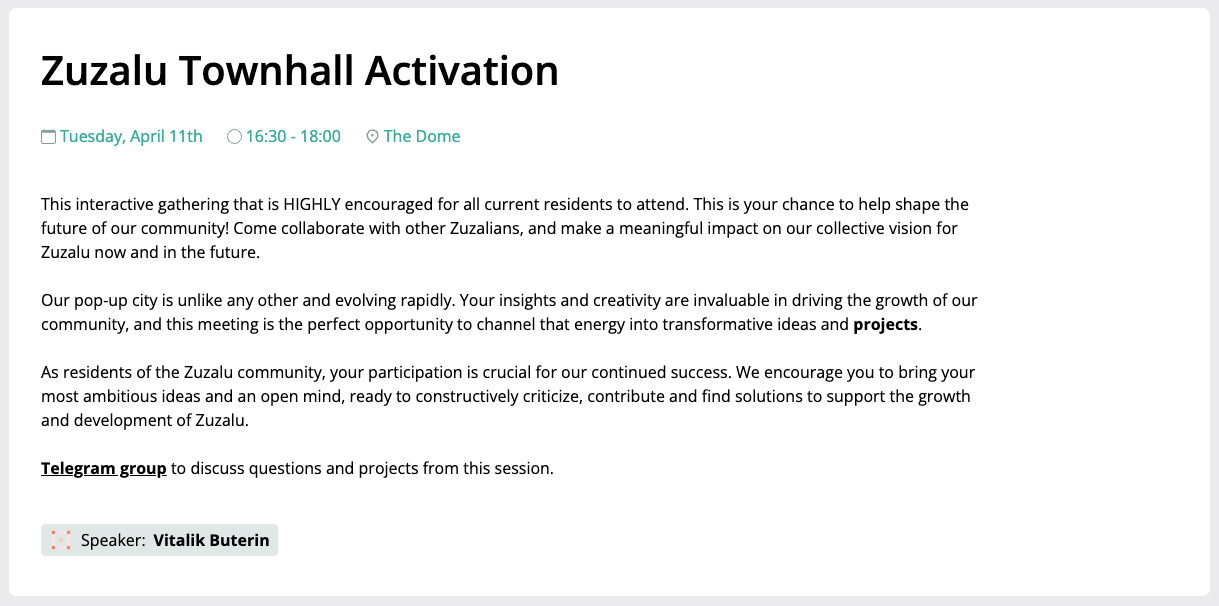 Zuzalu Townhall Activation
Tuesday, April 11th 16:30 - 18:00 The Dome
This interactive gathering that is HIGHLY encouraged for all current residents to attend. This is your chance to help shape the
future of our community! Come collaborate with other Zuzalians, and make a meaningful impact on our collective vision for
Zuzalu now and in the future.
Our pop-up city is unlike any other and evolving rapidly. Your insights and creativity are invaluable in driving the growth of our
community, and this meeting is the perfect opportunity to channel that energy into transformative ideas and projects.
As residents of the Zuzalu community, your participation is crucial for our continued success. We encourage you to bring your
most ambitious ideas and an open mind, ready to constructively criticize, contribute and find solutions to support the growth
and development of Zuzalu.
Telegram group to discuss questions and projects from this session.
Speaker: Vitalik Buterin